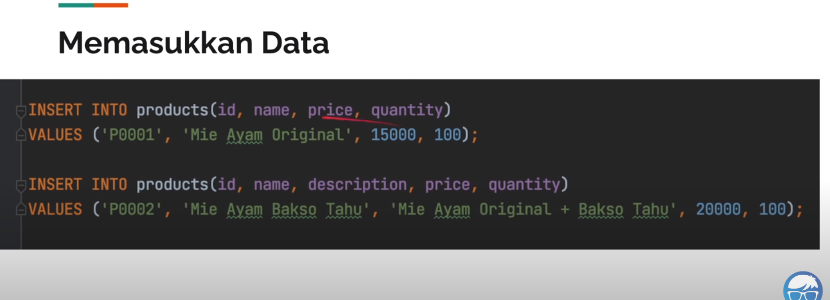 Memasukkan Data
INSERT INTO products(id, name, price, quantity)
VALUES ('P0001', 'Mie Ayam Original', 15000, 100);
INSERT INTO products(id, name, description, price, quantity)
VALUES ('P0002', 'Mie Ayam Bakso Tahu', 'Mie Ayam Original + Bakso Tahu', 20000, 100);